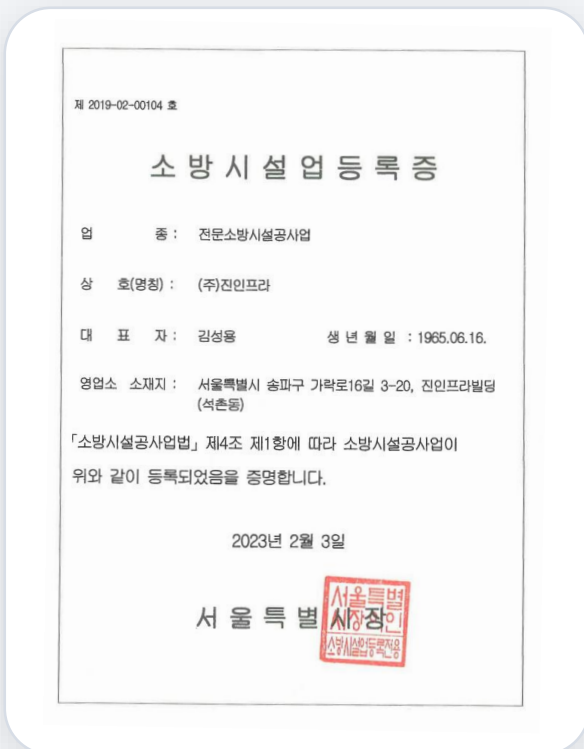 제 2019-02-00104 호
소방시설업등록증
업 종 : 전문소방시설공사업
상 호(명칭) : (주)진인프라
대 표 자 : 김성용 생 년 월 일 : 1965.06.16.
영업소 소재지 : 서울특별시 송파구 가락로16길 3-20, 진인프라빌딩
(석촌동)
「소방시설공사업법」 제4조 제1항에 따라 소방시설공사업이
위와 같이 등록되었음을 증명합니다.
2023년 2월 3일
서울특별시장
서울특별
시장직인
소방시설업등록전용